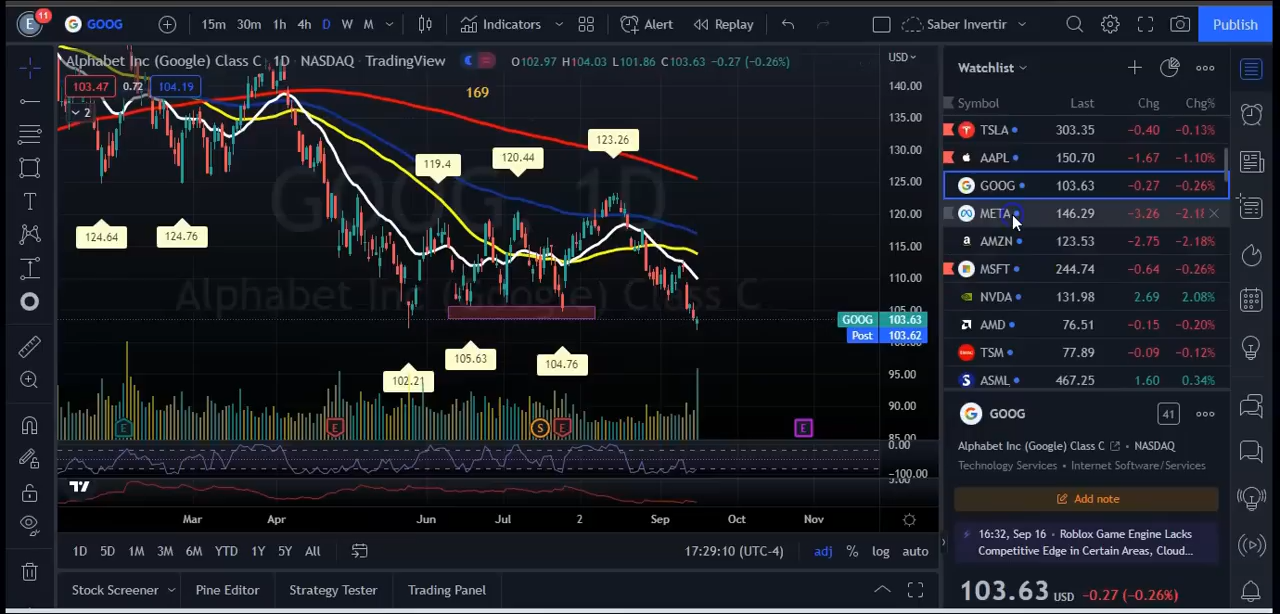 E 11 GOOG 15m 30m 1h 4h D W M Indicators Alert Replay Saber Invertir Publish
Alphabet Inc (Google) Class C 1D NASDAQ TradingView O102.97 H104.03 L101.86 C103.63 −0.27 (−0.26%) USD
103.47 0.72 104.19
2
169
140.00
135.00
130.00
125.00
120.00
115.00
110.00
105.00
100.00
95.00
90.00
85.00
0.00
−100.00
5.00
GOOG, 1D
Alphabet Inc (Google) Class C
119.4
120.44
123.26
124.64
124.76
102.21
105.63
104.76
GOOG 103.63
Post 103.62
E E S E E
Mar Apr Jun Jul 2 Sep Oct Nov
1D 5D 1M 3M 6M YTD 1Y 5Y All 17:29:10 (UTC-4) adj % log auto
Stock Screener Pine Editor Strategy Tester Trading Panel
Watchlist
Symbol Last Chg Chg%
TSLA 303.35 −0.40 −0.13%
AAPL 150.70 −1.67 −1.10%
GOOG 103.63 −0.27 −0.26%
META 146.29 −3.26 −2.18
AMZN 123.53 −2.75 −2.18%
MSFT 244.74 −0.64 −0.26%
NVDA 131.98 2.69 2.08%
AMD 76.51 −0.15 −0.20%
TSM 77.89 −0.09 −0.12%
ASML 467.25 1.60 0.34%
GOOG 41
Alphabet Inc (Google) Class C • NASDAQ
Technology Services • Internet Software/Services
Add note
16:32, Sep 16 • Roblox Game Engine Lacks
Competitive Edge in Certain Areas, Cloud...
103.63 USD −0.27 (−0.26%)